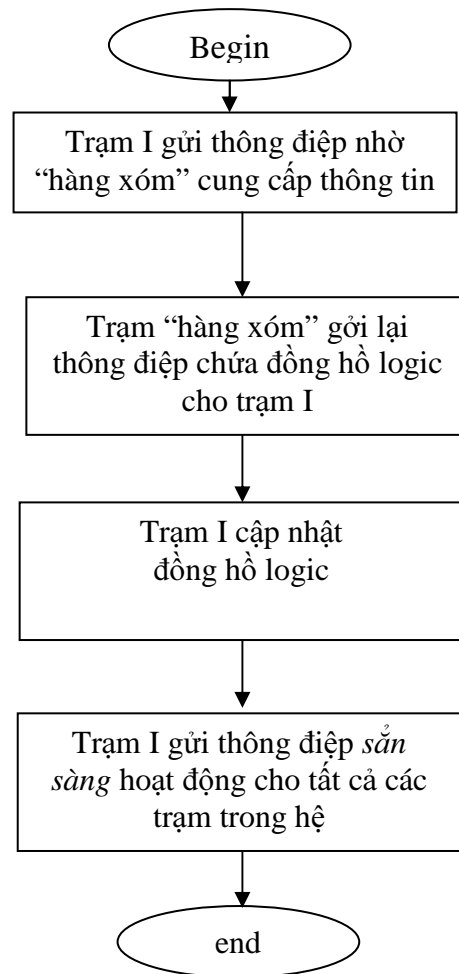 Begin
Trạm I gửi thông điệp nhờ
“hàng xóm” cung cấp thông tin
Trạm “hàng xóm” gởi lại
thông điệp chứa đồng hồ logic
cho trạm I
Trạm I cập nhật
đồng hồ logic
Trạm I gửi thông điệp sẳn
sàng hoạt động cho tất cả các
trạm trong hệ
end